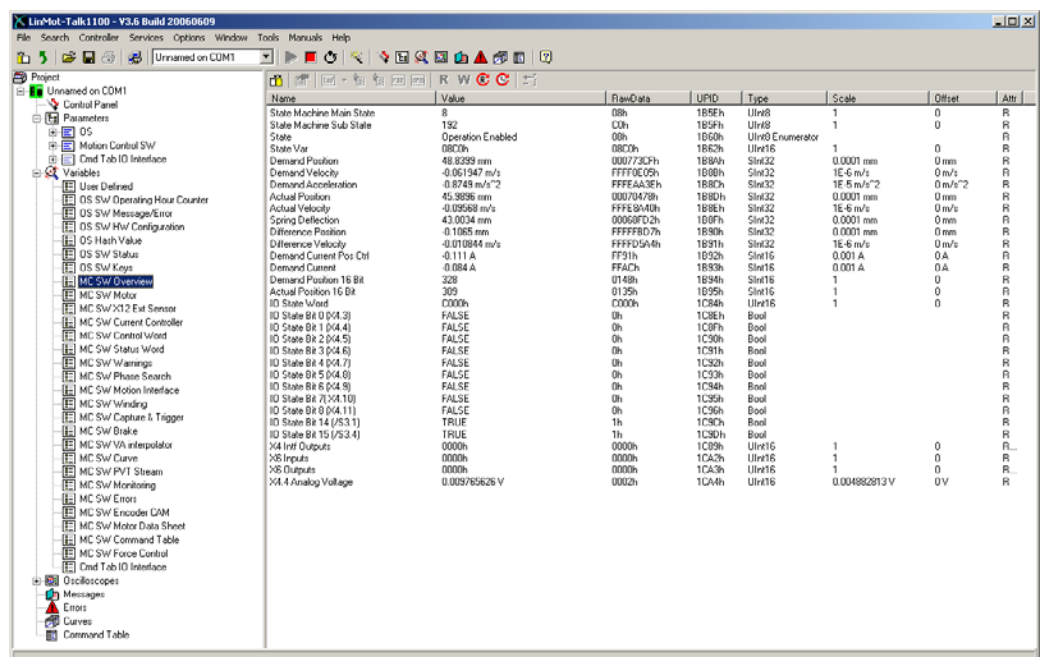 LinMot-Talk1100 - V3.6 Build 20060609
File Search Controller Services Options Window Tools Manuals Help
Unnamed on COM1
Project
Unnamed on COM1
Control Panel
Parameters
OS
Motion Control SW
Cmd Tab IO Interface
Variables
User Defined
OS SW Operating Hour Counter
OS SW Message/Error
OS SW HW Configuration
OS Hash Value
OS SW Status
OS SW Keys
MC SW Overview
MC SW Motor
MC SW X12 Ext Sensor
MC SW Current Controller
MC SW Control Word
MC SW Status Word
MC SW Warnings
MC SW Phase Search
MC SW Motion Interface
MC SW Winding
MC SW Capture & Trigger
MC SW Brake
MC SW VA interpolator
MC SW Curve
MC SW PVT Stream
MC SW Monitoring
MC SW Errors
MC SW Encoder CAM
MC SW Motor Data Sheet
MC SW Command Table
MC SW Force Control
Cmd Tab IO Interface
Oscilloscopes
Messages
Errors
Curves
Command Table
R W
Name Value RawData UPID Type Scale Offset Attr
State Machine Main State 8 08h 1B5Eh UInt8 1 0 R
State Machine Sub State 192 C0h 1B5Fh UInt8 1 0 R
State Operation Enabled 08h 1B60h UInt8 Enumerator R
State Var 08C0h 08C0h 1B62h UInt16 1 0 R
Demand Position 48.8399 mm 000773CFh 1B8Ah SInt32 0.0001 mm 0 mm R
Demand Velocity -0.061947 m/s FFFF0E05h 1B8Bh SInt32 1E-6 m/s 0 m/s R
Demand Acceleration -0.8749 m/s^2 FFFEAA3Eh 1B8Ch SInt32 1E-5 m/s^2 0 m/s^2 R
Actual Position 45.9896 mm 00070478h 1B8Dh SInt32 0.0001 mm 0 mm R
Actual Velocity -0.09568 m/s FFFE8A40h 1B8Eh SInt32 1E-6 m/s 0 m/s R
Spring Deflection 43.0034 mm 00068FD2h 1B8Fh SInt32 0.0001 mm 0 mm R
Difference Position -0.1065 mm FFFFFBD7h 1B90h SInt32 0.0001 mm 0 mm R
Difference Velocity -0.010844 m/s FFFFD5A4h 1B91h SInt32 1E-6 m/s 0 m/s R
Demand Current Pos Ctrl -0.111 A FF91h 1B92h SInt16 0.001 A 0 A R
Demand Current -0.084 A FFACh 1B93h SInt16 0.001 A 0 A R
Demand Position 16 Bit 328 0148h 1B94h SInt16 1 0 R
Actual Position 16 Bit 309 0135h 1B95h SInt16 1 0 R
IO State Word C000h C000h 1C84h UInt16 1 0 R
IO State Bit 0 (X4.3) FALSE 0h 1C8Eh Bool R
IO State Bit 1 (X4.4) FALSE 0h 1C8Fh Bool R
IO State Bit 2 (X4.5) FALSE 0h 1C90h Bool R
IO State Bit 3 (X4.6) FALSE 0h 1C91h Bool R
IO State Bit 4 (X4.7) FALSE 0h 1C92h Bool R
IO State Bit 5 (X4.8) FALSE 0h 1C93h Bool R
IO State Bit 6 (X4.9) FALSE 0h 1C94h Bool R
IO State Bit 7( X4.10) FALSE 0h 1C95h Bool R
IO State Bit 8 (X4.11) FALSE 0h 1C96h Bool R
IO State Bit 14 (/S3.1) TRUE 1h 1C9Ch Bool R
IO State Bit 15 (/S3.4) TRUE 1h 1C9Dh Bool R
X4 Intf Outputs 0000h 0000h 1C89h UInt16 1 0 R...
X6 Inputs 0000h 0000h 1CA2h UInt16 1 0 R
X6 Outputs 0000h 0000h 1CA3h UInt16 1 0 R...
X4.4 Analog Voltage 0.009765626 V 0002h 1CA4h UInt16 0.004882813 V 0 V R